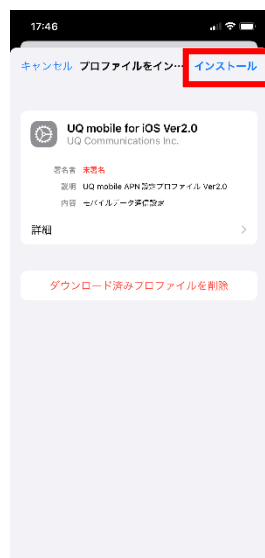 17:46
キャンセル プロファイルをイン… インストール
UQ mobile for iOS Ver2.0
UQ Communications Inc.
署名者 未署名
説明 UQ mobile APN設定プロファイル Ver2.0
内容 モバイルデータ通信設定
詳細
ダウンロード済みプロファイルを削除